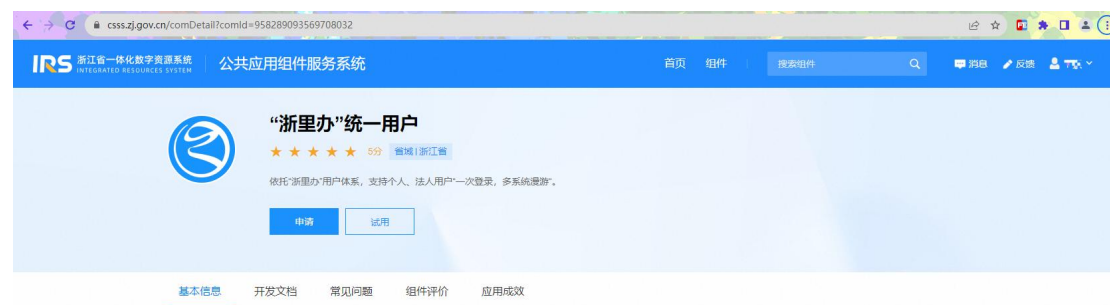 csss.zj.gov.cn/comDetail?comId=958289093569708032
IRS 浙江省一体化数字资源系统 公共应用组件服务系统 首页 组件 搜索组件 消息 反馈
INTEGRATED RESOURCES SYSTEM
“浙里办”统一用户
5分 省域|浙江省
依托“浙里办”用户体系，支持个人、法人用户“一次登录，多系统漫游”。
申请 试用
基本信息 开发文档 常见问题 组件评价 应用成效